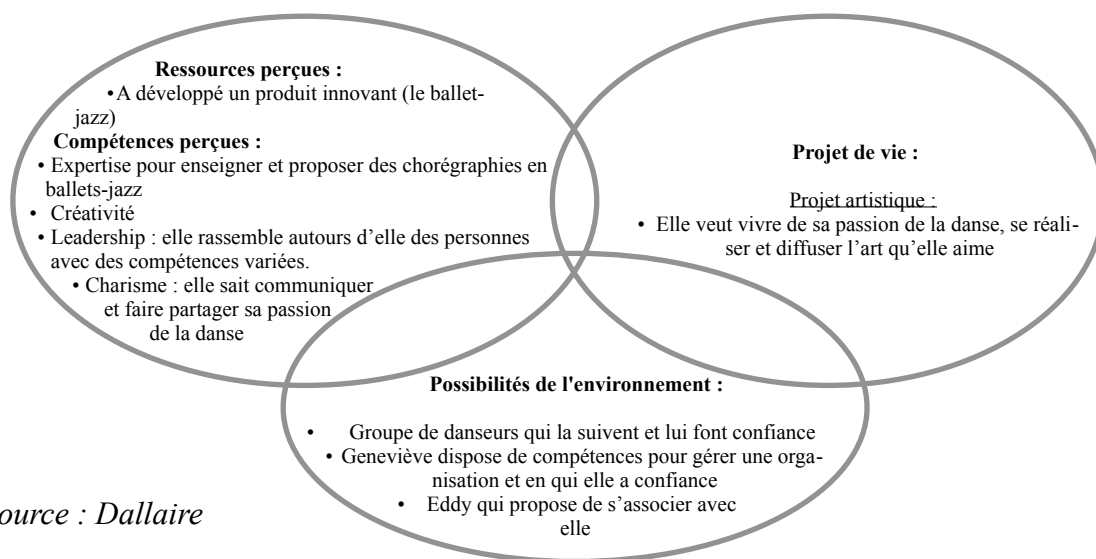 Ressources perçues :
•A développé un produit innovant (le ballet-
jazz)
Compétences perçues :
• Expertise pour enseigner et proposer des chorégraphies en
ballets-jazz
• Créativité
• Leadership : elle rassemble autours d’elle des personnes
avec des compétences variées.
• Charisme : elle sait communiquer
et faire partager sa passion
de la danse
Projet de vie :
Projet artistique :
• Elle veut vivre de sa passion de la danse, se réali-
ser et diffuser l’art qu’elle aime
Possibilités de l'environnement :
• Groupe de danseurs qui la suivent et lui font confiance
• Geneviève dispose de compétences pour gérer une orga-
nisation et en qui elle a confiance
• Eddy qui propose de s’associer avec
elle
ource : Dallaire